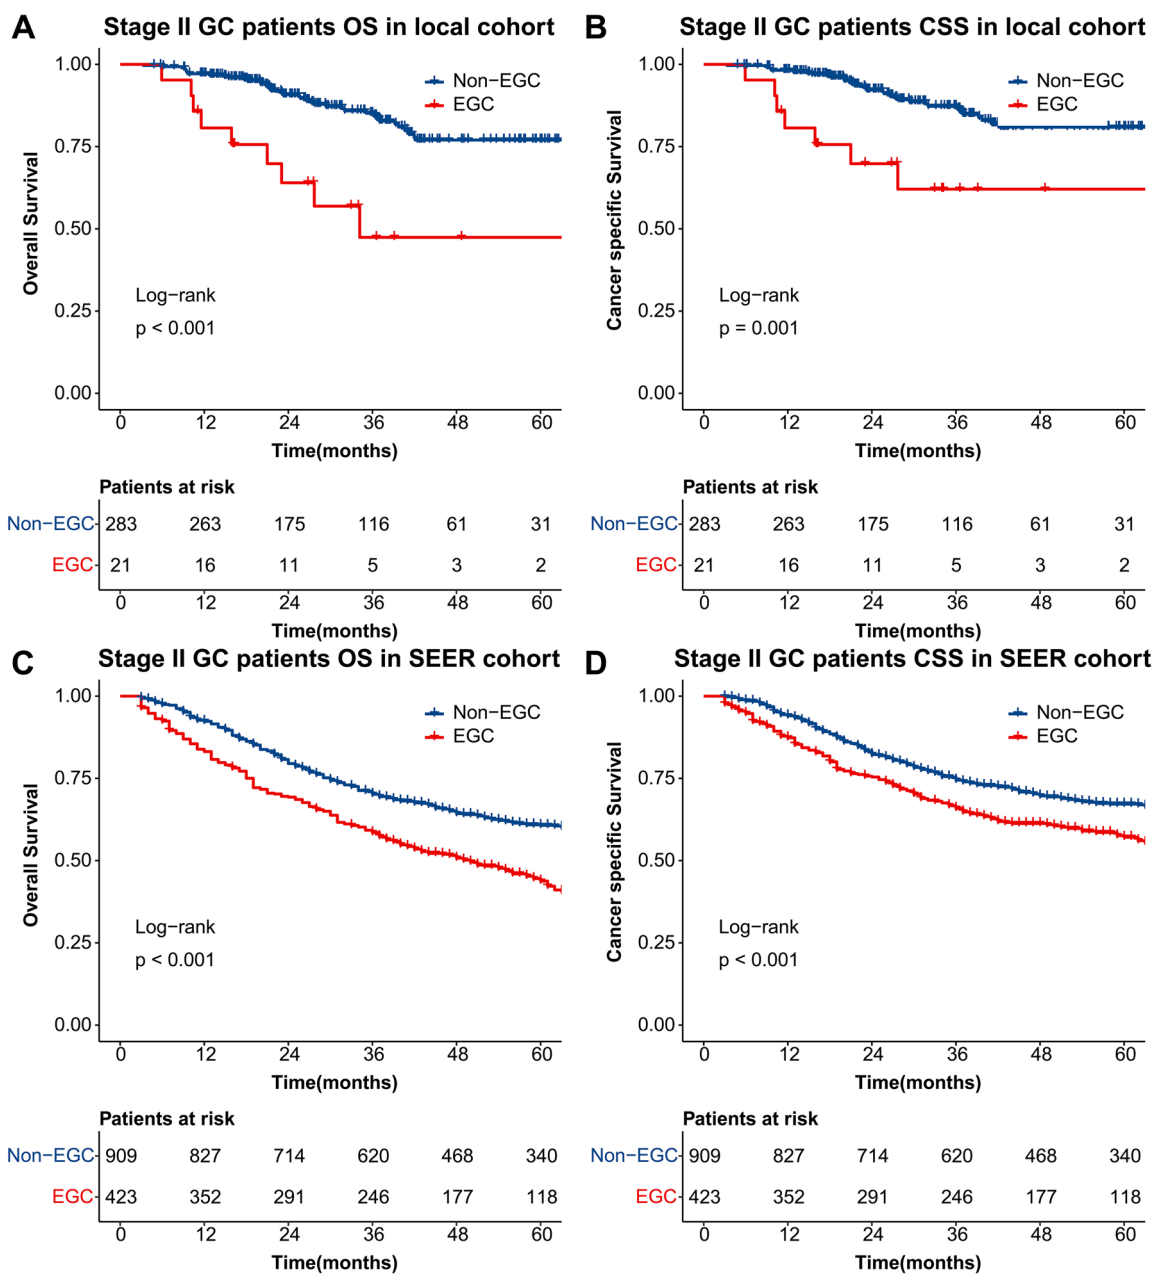 A Stage II GC patients OS in local cohort
Overall Survival
1.00
0.75
0.50
0.25
0.00
Non−EGC
EGC
Log−rank
p < 0.001
0 12 24 36 48 60
Time(months)
Patients at risk
Non−EGC 283 263 175 116 61 31
EGC 21 16 11 5 3 2
0 12 24 36 48 60
Time(months)
B Stage II GC patients CSS in local cohort
Cancer specific Survival
1.00
0.75
0.50
0.25
0.00
Non−EGC
EGC
Log−rank
p = 0.001
0 12 24 36 48 60
Time(months)
Patients at risk
Non−EGC 283 263 175 116 61 31
EGC 21 16 11 5 3 2
0 12 24 36 48 60
Time(months)
C Stage II GC patients OS in SEER cohort
Overall Survival
1.00
0.75
0.50
0.25
0.00
Non−EGC
EGC
Log−rank
p < 0.001
0 12 24 36 48 60
Time(months)
Patients at risk
Non−EGC 909 827 714 620 468 340
EGC 423 352 291 246 177 118
0 12 24 36 48 60
Time(months)
D Stage II GC patients CSS in SEER cohort
Cancer specific Survival
1.00
0.75
0.50
0.25
0.00
Non−EGC
EGC
Log−rank
p < 0.001
0 12 24 36 48 60
Time(months)
Patients at risk
Non−EGC 909 827 714 620 468 340
EGC 423 352 291 246 177 118
0 12 24 36 48 60
Time(months)